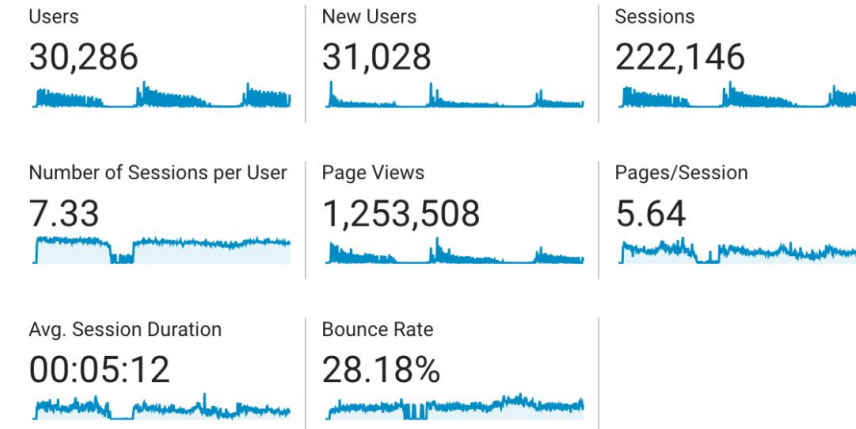 Users
30,286
New Users
31,028
Sessions
222,146
Number of Sessions per User
7.33
Page Views
1,253,508
Pages/Session
5.64
Avg. Session Duration
00:05:12
Bounce Rate
28.18%